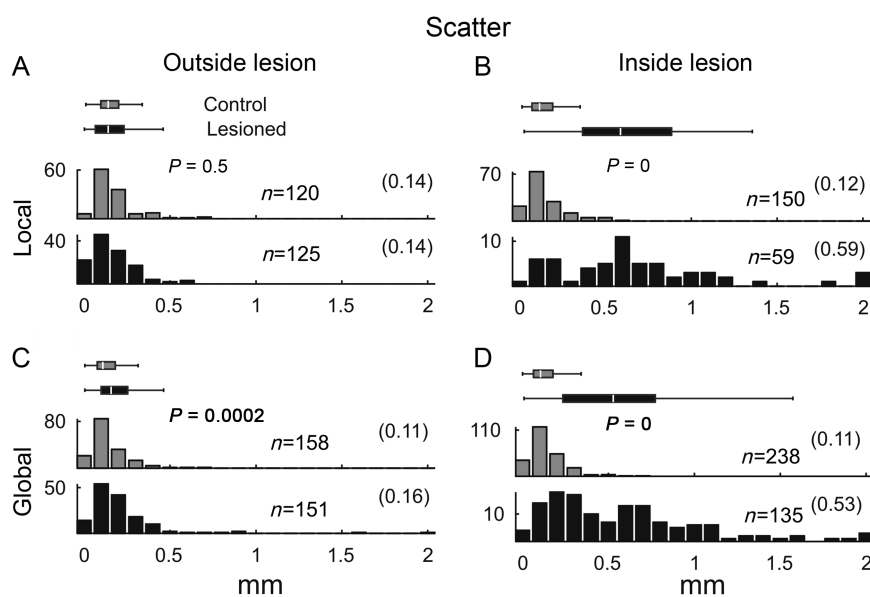 Scatter
A
Outside lesion
Control
Lesioned
Local
60
P = 0.5
n=120
(0.14)
40
n=125
(0.14)
0 0.5 1 1.5 2
B
Inside lesion
70
P = 0
n=150
(0.12)
10
n=59
(0.59)
0 0.5 1 1.5 2
C
Global
80
P = 0.0002
n=158
(0.11)
50
n=151
(0.16)
0 0.5 1 1.5 2
mm
D
110
P = 0
n=238
(0.11)
10
n=135
(0.53)
0 0.5 1 1.5 2
mm